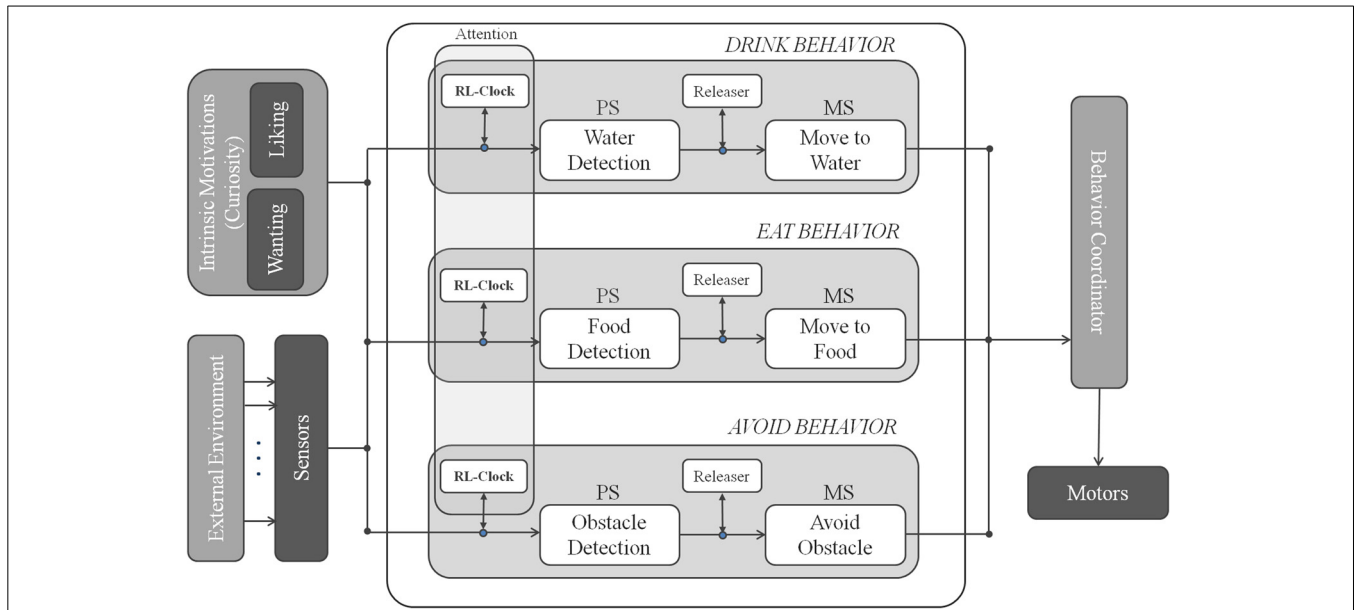 Attention
DRINK BEHAVIOR
RL-Clock
Releaser
PS
MS
Water
Detection
Move to
Water
Intrinsic Motivations
(Curiosity)
Liking
Wanting
EAT BEHAVIOR
RL-Clock
Releaser
PS
MS
Food
Detection
Move to
Food
External Environment
Sensors
AVOID BEHAVIOR
RL-Clock
Releaser
PS
MS
Obstacle
Detection
Avoid
Obstacle
Behavior Coordinator
Motors